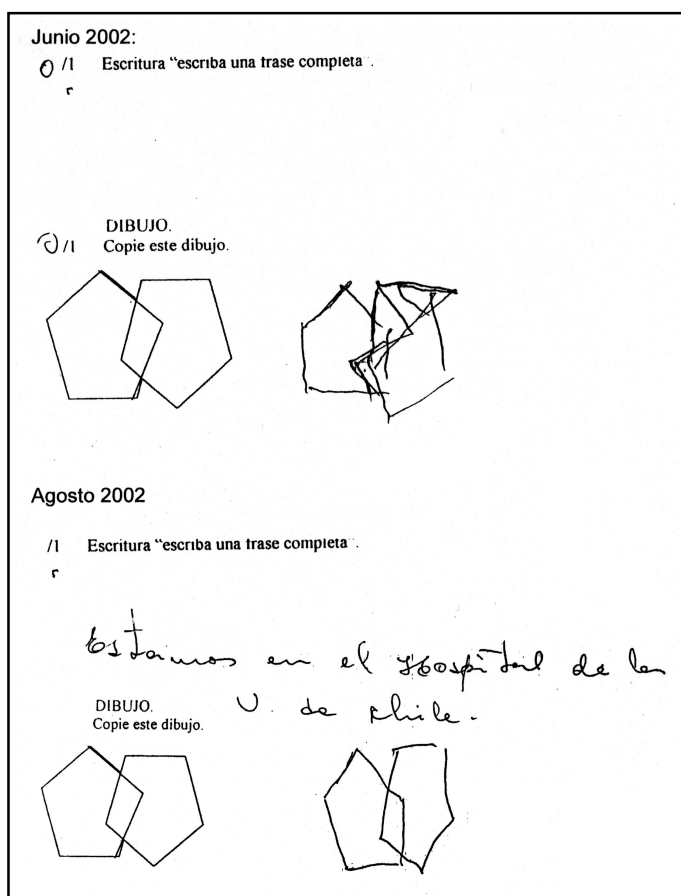 Junio 2002:
0 /1 Escritura “escriba una frase completa”.
r
DIBUJO.
0/1 Copie este dibujo.
Agosto 2002
/1 Escritura “escriba una frase completa”.
r
Estamos en el Hospital de la
U. de Chile.
DIBUJO.
Copie este dibujo.